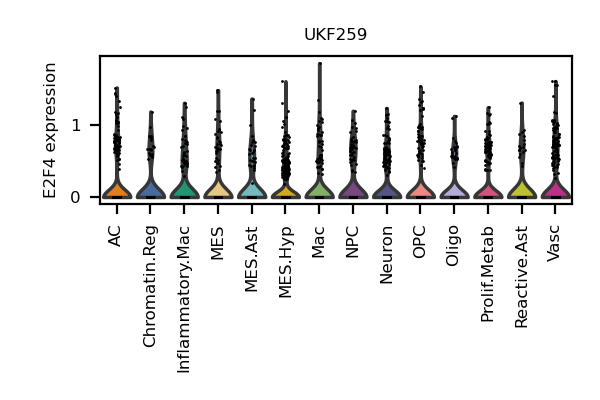 UKF259
E2F4 expression
1
0
AC
Chromatin.Reg
Inflammatory.Mac
MES
MES.Ast
MES.Hyp
Mac
NPC
Neuron
OPC
Oligo
Prolif.Metab
Reactive.Ast
Vasc